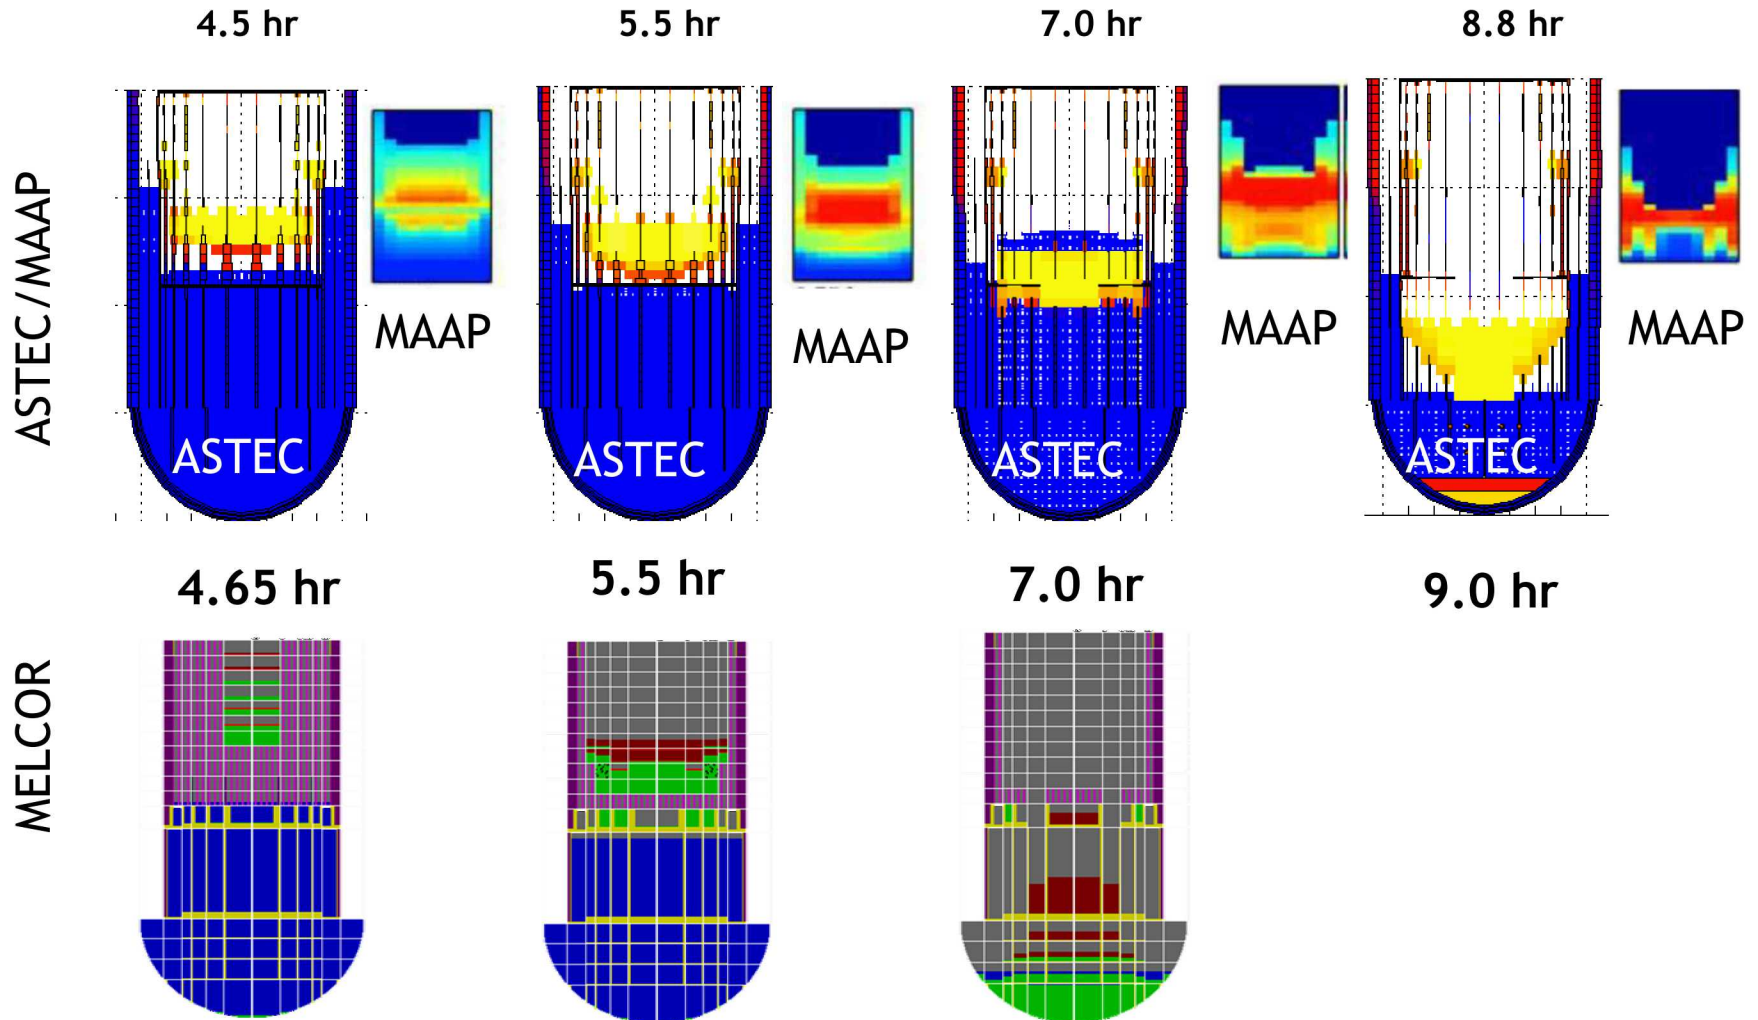 4.5 hr
5.5 hr
7.0 hr
8.8 hr
ASTEC/MAAP
MAAP
MAAP
MAAP
MAAP
ASTEC
ASTEC
ASTEC
ASTEC
4.65 hr
5.5 hr
7.0 hr
9.0 hr
MELCOR